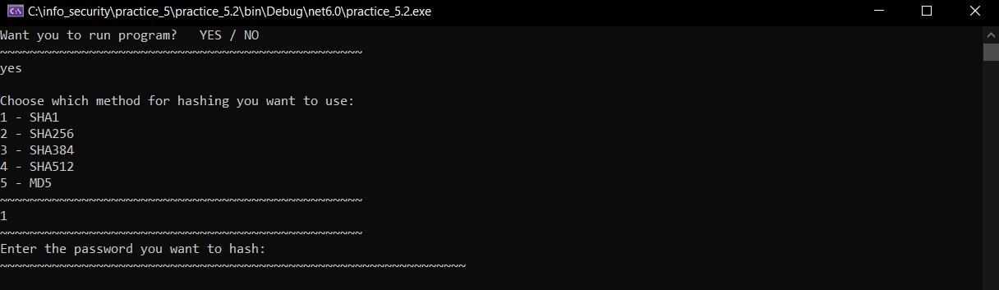 C:\info_security\practice_5\practice_5.2\bin\Debug\net6.0\practice_5.2.exe
Want you to run program?   YES / NO
~~~~~~~~~~~~~~~~~~~~~~~~~~~~~~~~~~~~~~~~~~~~~~~~~
yes

Choose which method for hashing you want to use:
1 - SHA1
2 - SHA256
3 - SHA384
4 - SHA512
5 - MD5
~~~~~~~~~~~~~~~~~~~~~~~~~~~~~~~~~~~~~~~~~~~~~~~~~
1
~~~~~~~~~~~~~~~~~~~~~~~~~~~~~~~~~~~~~~~~~~~~~~~~~
Enter the password you want to hash:
~~~~~~~~~~~~~~~~~~~~~~~~~~~~~~~~~~~~~~~~~~~~~~~~~~~~~~~~~~~~~~~